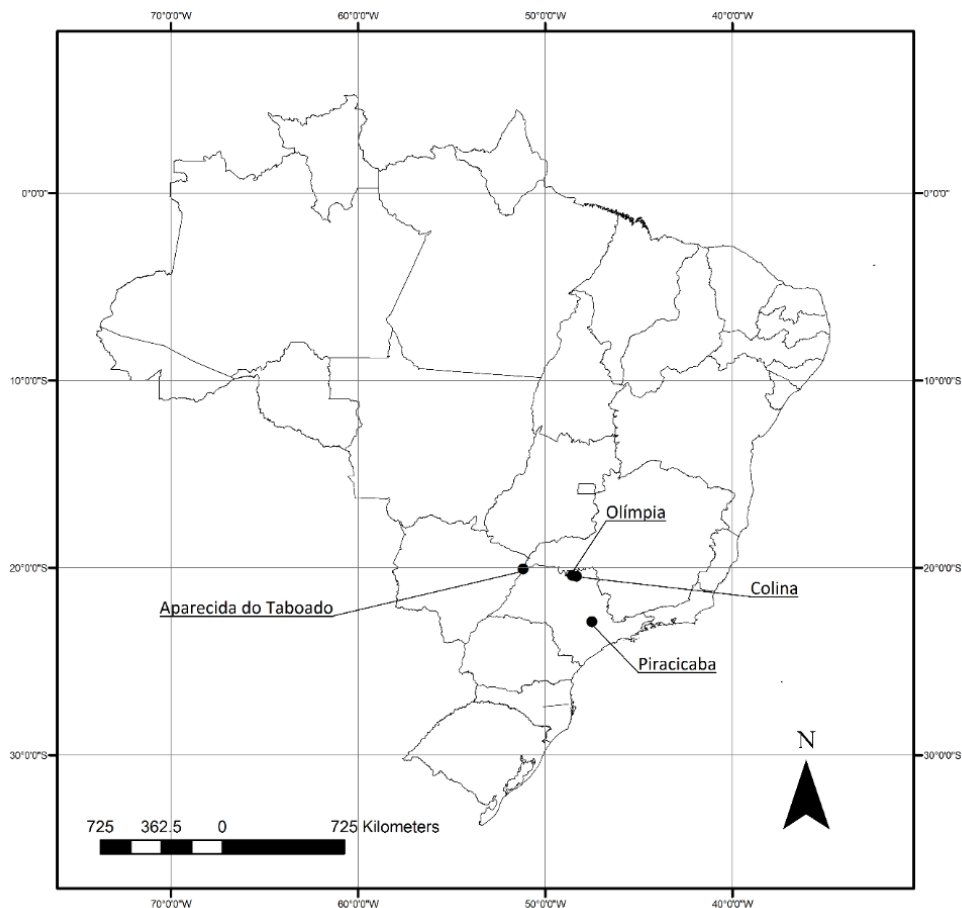 70°0'0"W 60°0'0"W 50°0'0"W 40°0'0"W
0°0'0" 0°0'0"
10°0'0"S 10°0'0"S
Olímpia
20°0'0"S 20°0'0"S
Colina
Aparecida do Taboado
Piracicaba
N
30°0'0"S 30°0'0"S
725 362.5 0 725 Kilometers
70°0'0"W 60°0'0"W 50°0'0"W 40°0'0"W